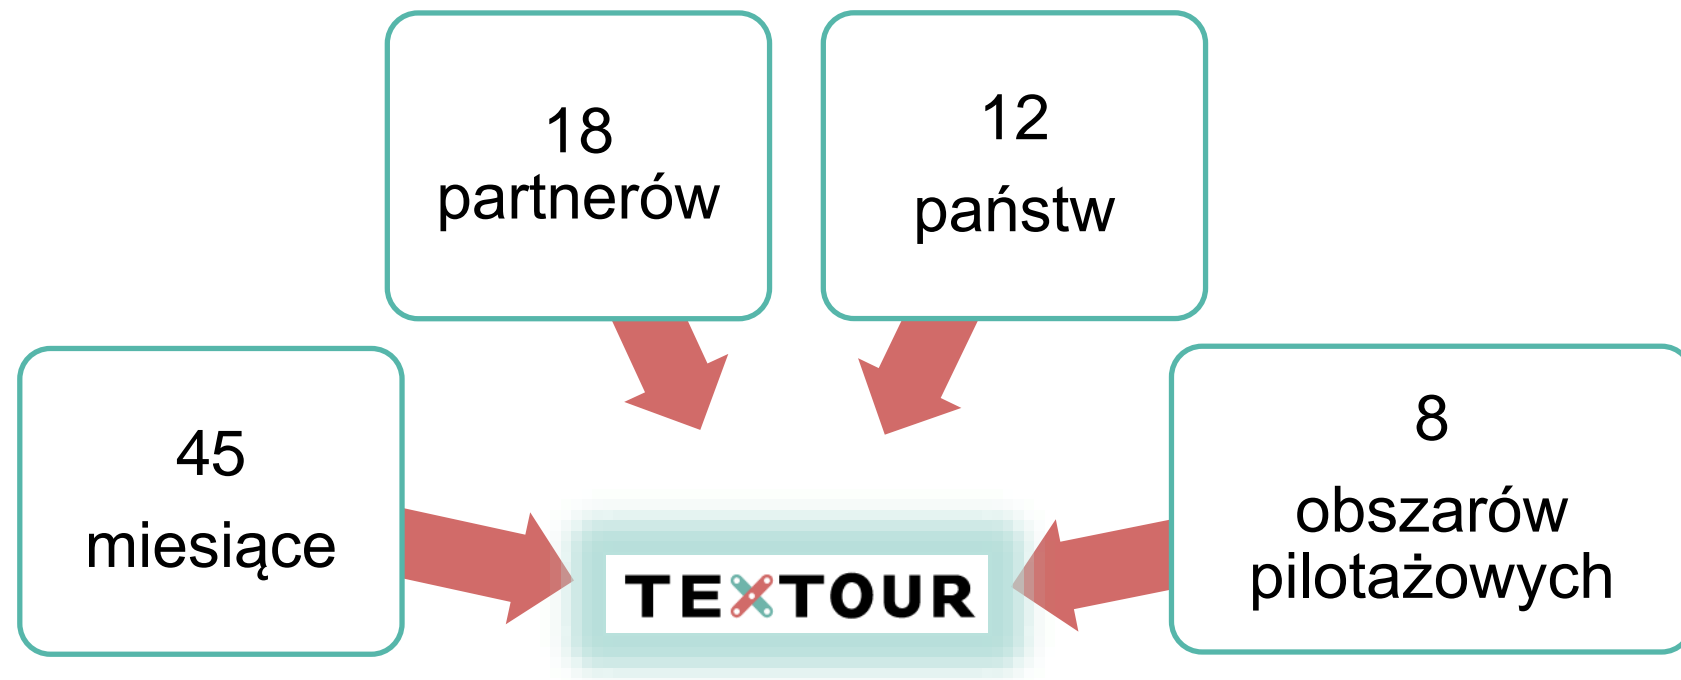 18
partnerów
12
państw
45
miesiące
8
obszarów
pilotażowych
TEXTOUR